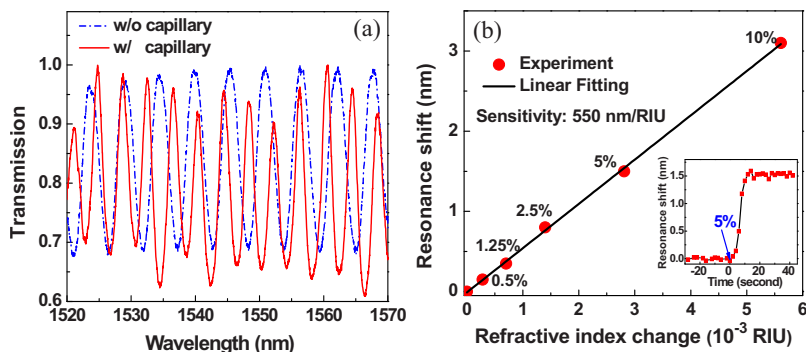 (a)
w/o capillary
w/ capillary
1.0
0.9
0.8
0.7
0.6
Transmission
1520 1530 1540 1550 1560 1570
Wavelength (nm)
(b)
Experiment
Linear Fitting
Sensitivity: 550 nm/RIU
10%
5%
2.5%
1.25%
0.5%
3
2
1
0
Resonance shift (nm)
0 1 2 3 4 5 6
Refractive index change (10⁻³ RIU)
1.5
1.0
0.5
0.0
Resonance shift (nm)
5%
-20 0 20 40
Time (second)